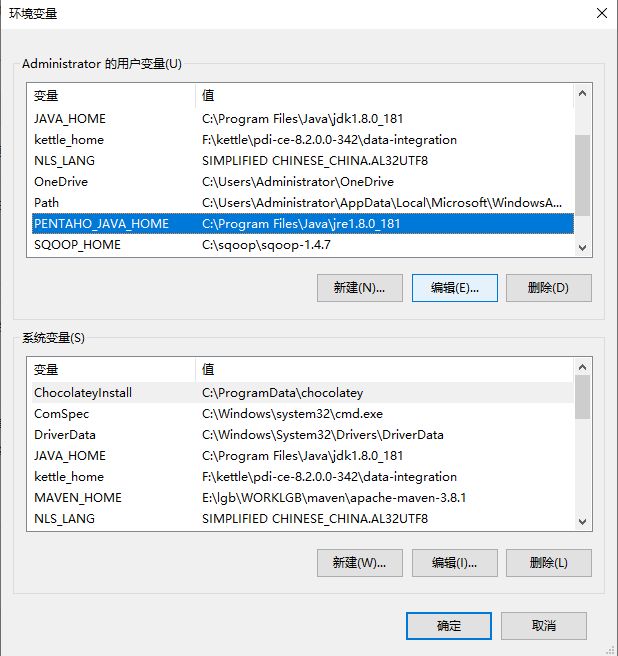 环境变量
Administrator 的用户变量(U)
变量 值
JAVA_HOME C:\Program Files\Java\jdk1.8.0_181
kettle_home F:\kettle\pdi-ce-8.2.0.0-342\data-integration
NLS_LANG SIMPLIFIED CHINESE_CHINA.AL32UTF8
OneDrive C:\Users\Administrator\OneDrive
Path C:\Users\Administrator\AppData\Local\Microsoft\WindowsA...
PENTAHO_JAVA_HOME C:\Program Files\Java\jre1.8.0_181
SQOOP_HOME C:\sqoop\sqoop-1.4.7
新建(N)... 编辑(E)... 删除(D)
系统变量(S)
变量 值
ChocolateyInstall C:\ProgramData\chocolatey
ComSpec C:\Windows\system32\cmd.exe
DriverData C:\Windows\System32\Drivers\DriverData
JAVA_HOME C:\Program Files\Java\jdk1.8.0_181
kettle_home F:\kettle\pdi-ce-8.2.0.0-342\data-integration
MAVEN_HOME E:\lgb\WORKLGB\maven\apache-maven-3.8.1
NLS_LANG SIMPLIFIED CHINESE_CHINA.AL32UTF8
新建(W)... 编辑(I)... 删除(L)
确定 取消